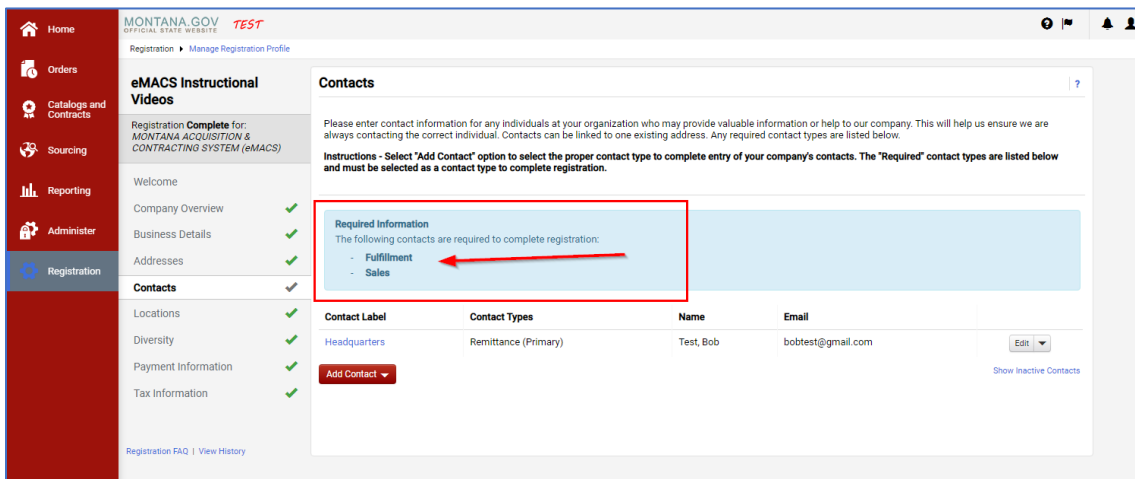 MONTANA.GOV TEST
OFFICIAL STATE WEBSITE
Registration Manage Registration Profile
Home
Orders
Catalogs and
Contracts
Sourcing
Reporting
Administer
Registration
eMACS Instructional
Videos
Registration Complete for:
MONTANA ACQUISITION &
CONTRACTING SYSTEM (eMACS)
Welcome
Company Overview
Business Details
Addresses
Contacts
Locations
Diversity
Payment Information
Tax Information
Registration FAQ | View History
Contacts ?
Please enter contact information for any individuals at your organization who may provide valuable information or help to our company. This will help us ensure we are
always contacting the correct individual. Contacts can be linked to one existing address. Any required contact types are listed below.
Instructions - Select "Add Contact" option to select the proper contact type to complete entry of your company's contacts. The "Required" contact types are listed below
and must be selected as a contact type to complete registration.
Required Information
The following contacts are required to complete registration:
- Fulfillment
- Sales
Contact Label Contact Types Name Email
Headquarters Remittance (Primary) Test, Bob bobtest@gmail.com Edit
Add Contact
Show Inactive Contacts